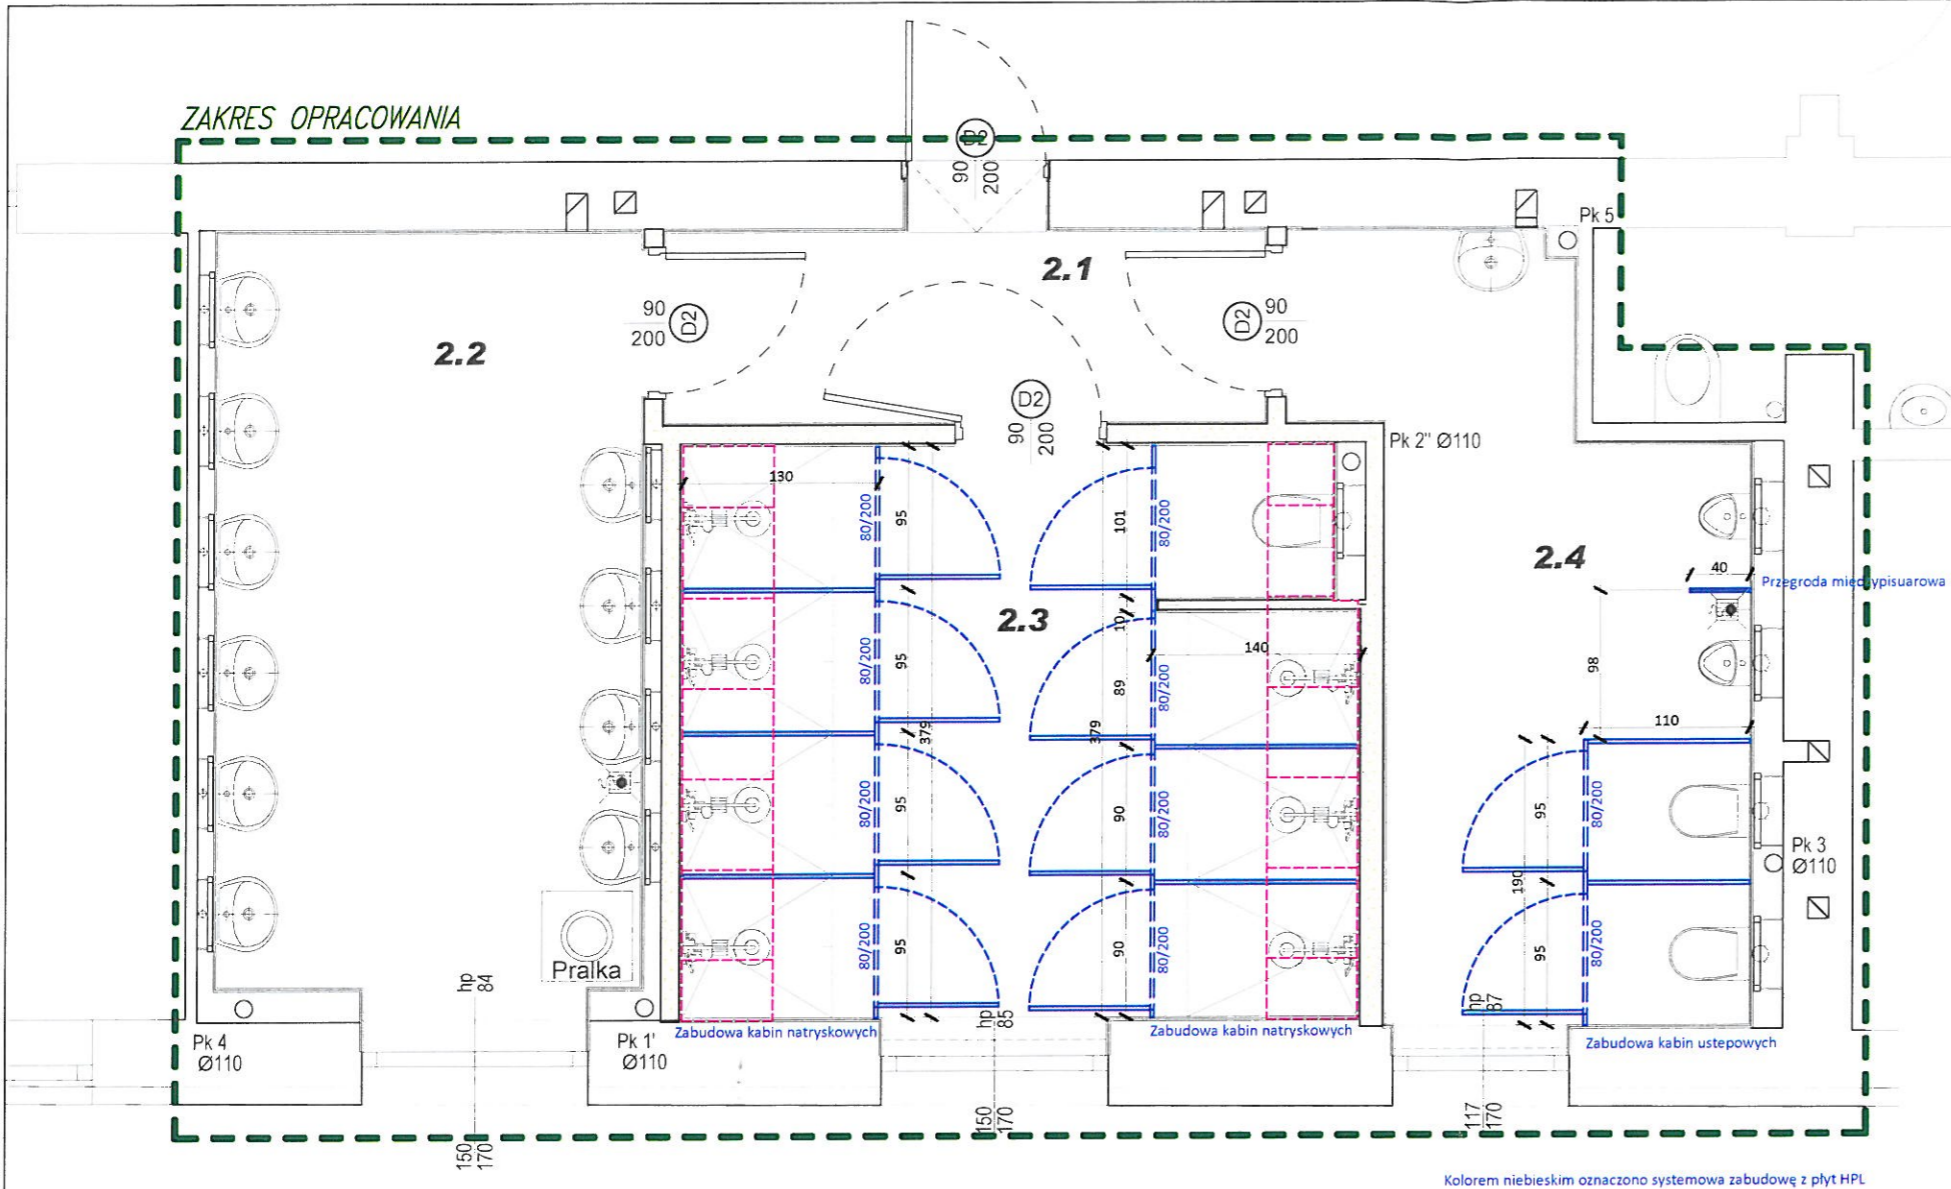 ZAKRES OPRACOWANIA
D2
90
200
Pk 5
2.1
90
200
D2
D2
90
200
2.2
D2
90
200
Pk 2" Ø110
130
80/200
95
101
80/200
2.4
40
Przegroda międzypisuarowa
2.3
10
140
80/200
95
89
80/200
98
110
379
379
80/200
95
90
80/200
95
80/200
Pk 3
Ø110
190
80/200
95
90
80/200
95
80/200
Pralka
hp
84
hp
85
hp
87
Pk 4
Ø110
Pk 1'
Ø110
Zabudowa kabin natryskowych
Zabudowa kabin natryskowych
Zabudowa kabin ustepowych
150
170
150
170
117
170
Kolorem niebieskim oznaczono systemowa zabudowę z płyt HPL